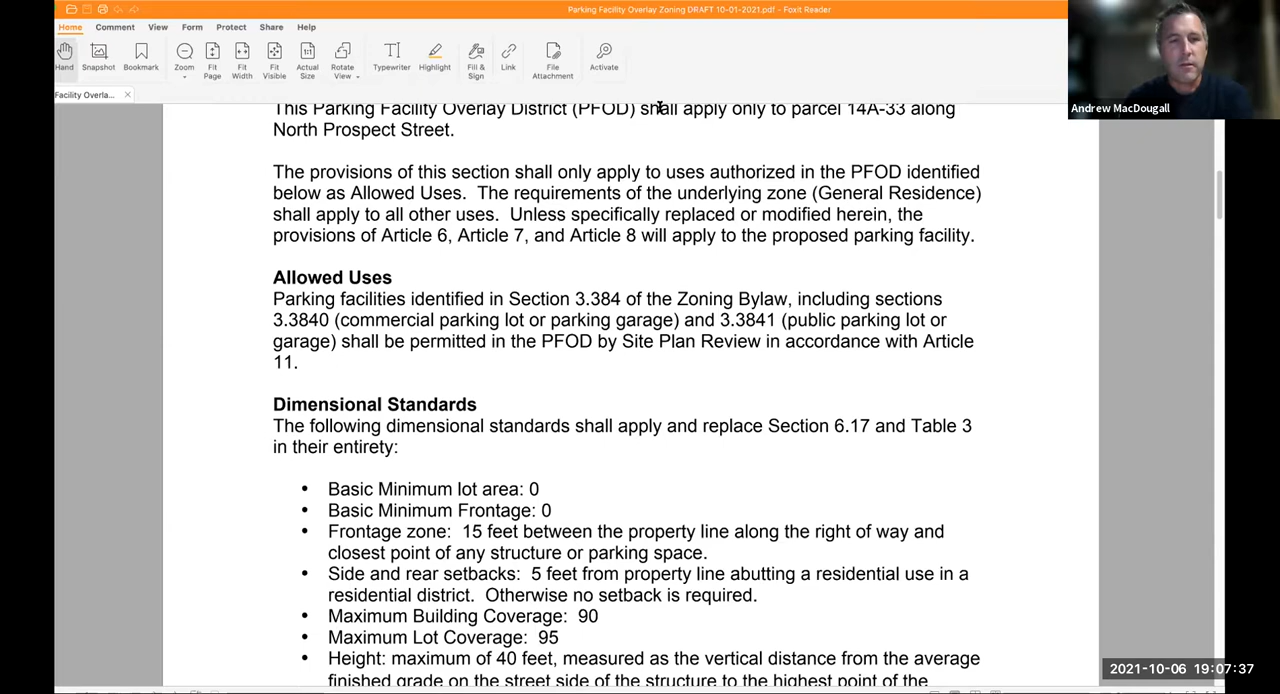 Parking Facility Overlay Zoning DRAFT 10-01-2021.pdf - Foxit Reader
Home Comment View Form Protect Share Help
Hand Snapshot Bookmark Zoom Fit Page Fit Width Fit Visible Actual Size Rotate View Typewriter Highlight Fill & Sign Link File Attachment Activate
Facility Overla...
Andrew MacDougall
This Parking Facility Overlay District (PFOD) shall apply only to parcel 14A-33 along
North Prospect Street.
The provisions of this section shall only apply to uses authorized in the PFOD identified
below as Allowed Uses. The requirements of the underlying zone (General Residence)
shall apply to all other uses. Unless specifically replaced or modified herein, the
provisions of Article 6, Article 7, and Article 8 will apply to the proposed parking facility.
Allowed Uses
Parking facilities identified in Section 3.384 of the Zoning Bylaw, including sections
3.3840 (commercial parking lot or parking garage) and 3.3841 (public parking lot or
garage) shall be permitted in the PFOD by Site Plan Review in accordance with Article
11.
Dimensional Standards
The following dimensional standards shall apply and replace Section 6.17 and Table 3
in their entirety:
• Basic Minimum lot area: 0
• Basic Minimum Frontage: 0
• Frontage zone: 15 feet between the property line along the right of way and
closest point of any structure or parking space.
• Side and rear setbacks: 5 feet from property line abutting a residential use in a
residential district. Otherwise no setback is required.
• Maximum Building Coverage: 90
• Maximum Lot Coverage: 95
• Height: maximum of 40 feet, measured as the vertical distance from the average
finished grade on the street side of the structure to the highest point of the
2021-10-06 19:07:37